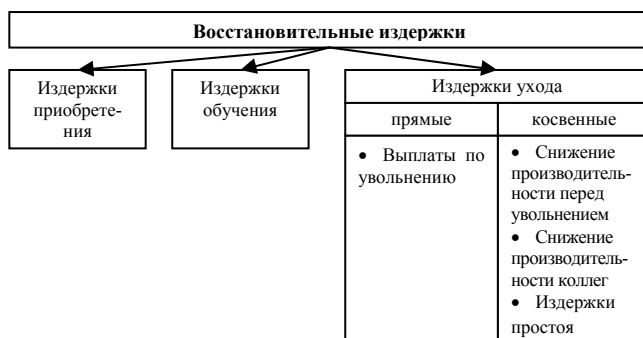 Восстановительные издержки
Издержки
приобрете-
ния
Издержки
обучения
Издержки ухода
прямые
косвенные
• Выплаты по
увольнению
• Снижение
производитель-
ности перед
увольнением
• Снижение
производитель-
ности коллег
• Издержки
простоя